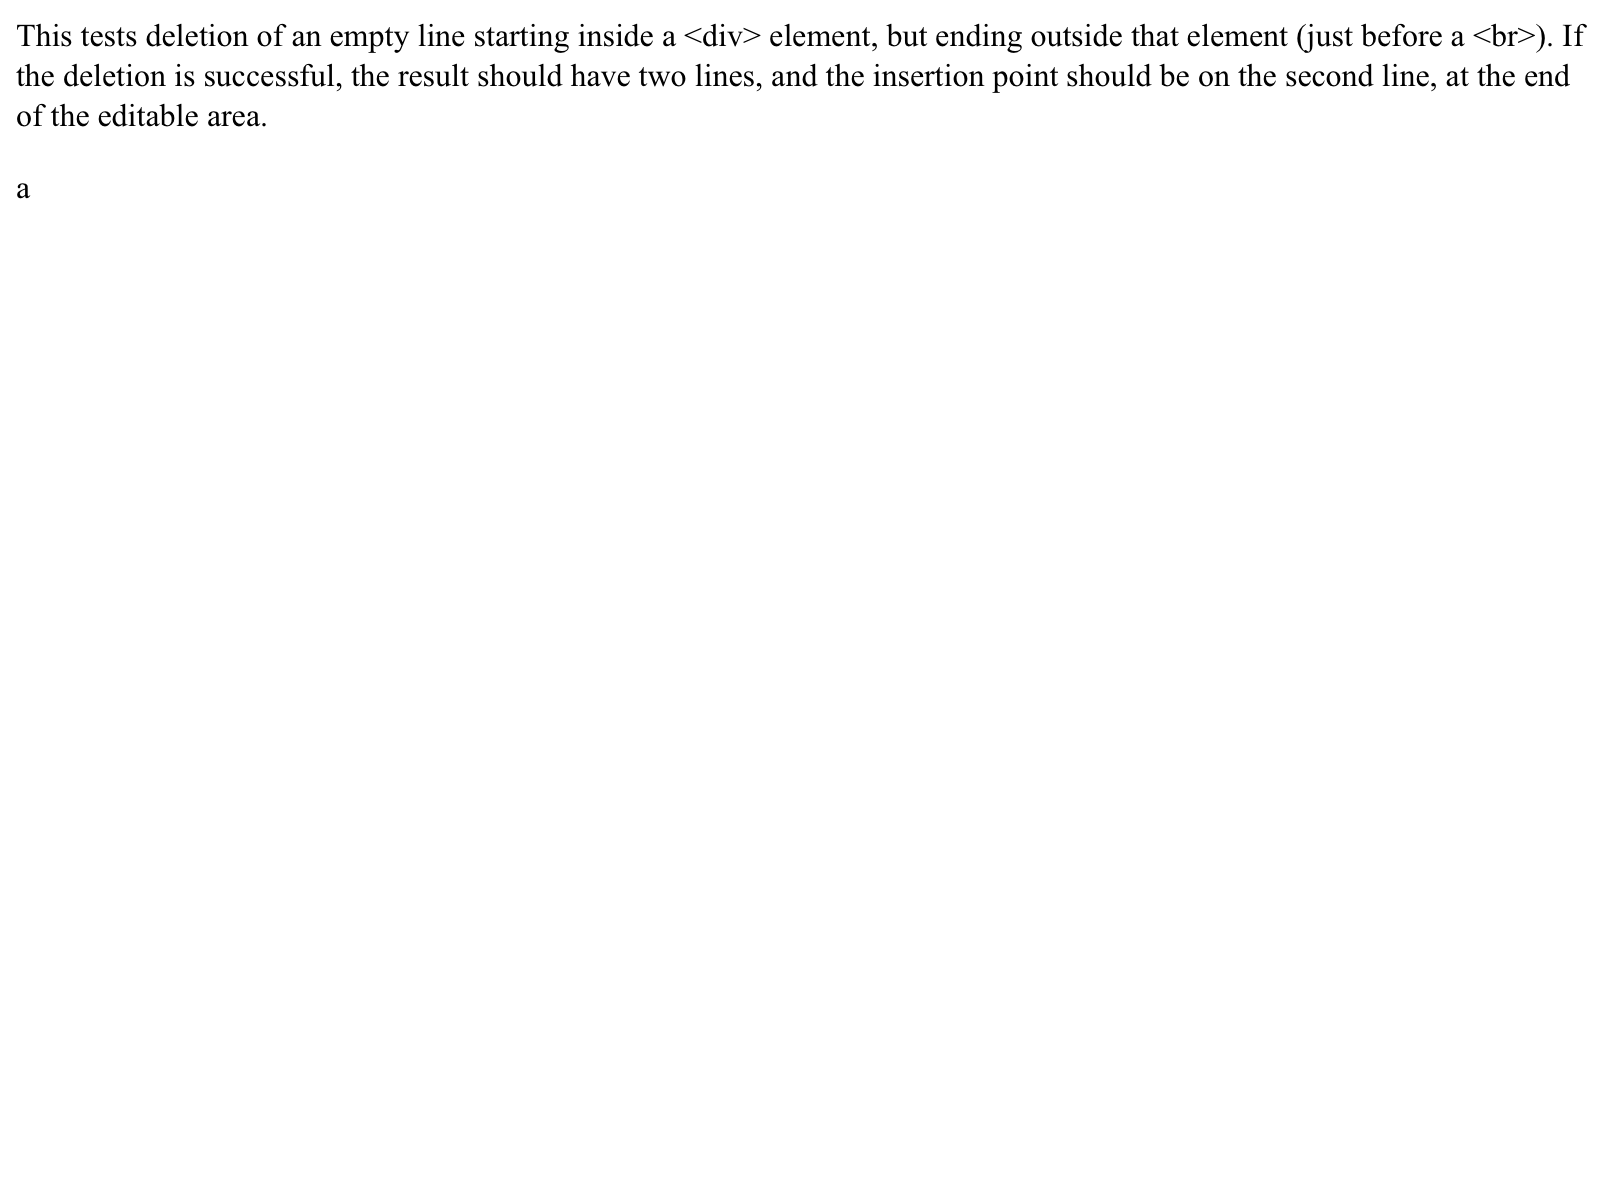 This tests deletion of an empty line starting inside a <div> element, but ending outside that element (just before a <br>). If
the deletion is successful, the result should have two lines, and the insertion point should be on the second line, at the end
of the editable area.
a